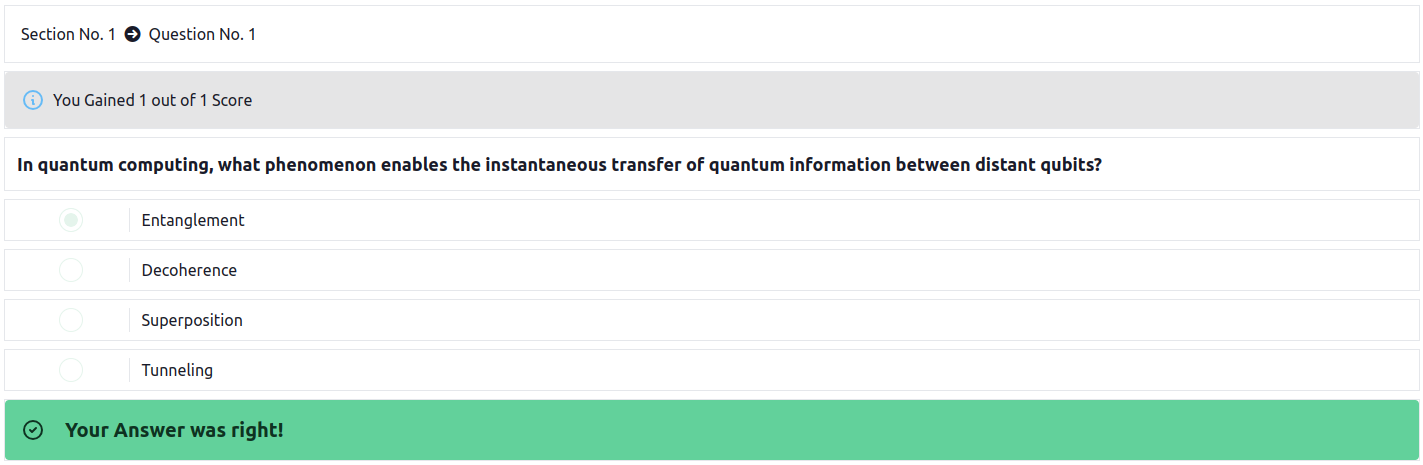 Section No. 1 Question No. 1
You Gained 1 out of 1 Score
In quantum computing, what phenomenon enables the instantaneous transfer of quantum information between distant qubits?
Entanglement
Decoherence
Superposition
Tunneling
Your Answer was right!